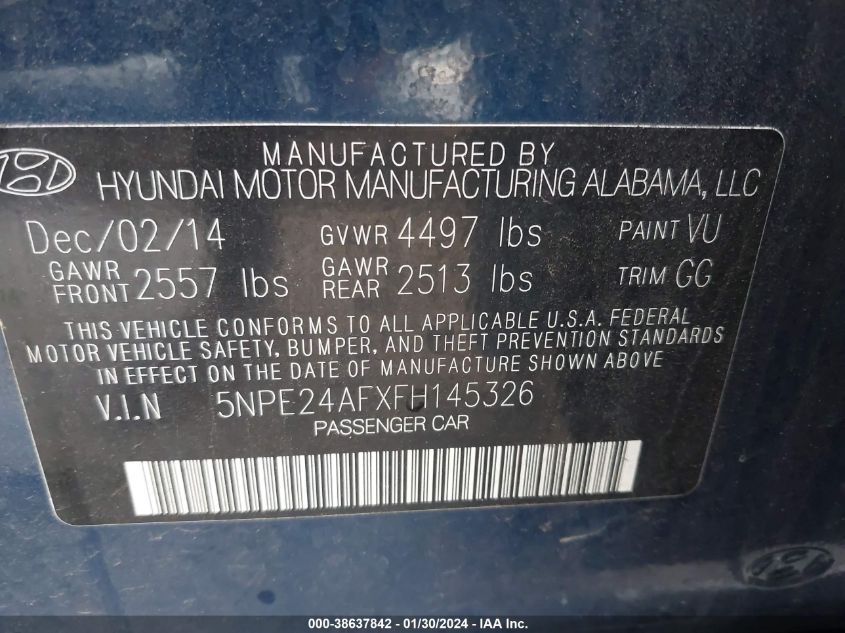 MANUFACTURED BY
HYUNDAI MOTOR MANUFACTURING ALABAMA, LLC
Dec/02/14 GVWR 4497 lbs PAINT VU
GAWR FRONT 2557 lbs GAWR REAR 2513 lbs TRIM GG
THIS VEHICLE CONFORMS TO ALL APPLICABLE U.S.A. FEDERAL
MOTOR VEHICLE SAFETY, BUMPER, AND THEFT PREVENTION STANDARDS
IN EFFECT ON THE DATE OF MANUFACTURE SHOWN ABOVE
V.I.N 5NPE24AFXFH145326
PASSENGER CAR
000-38637842 - 01/30/2024 - IAA Inc.